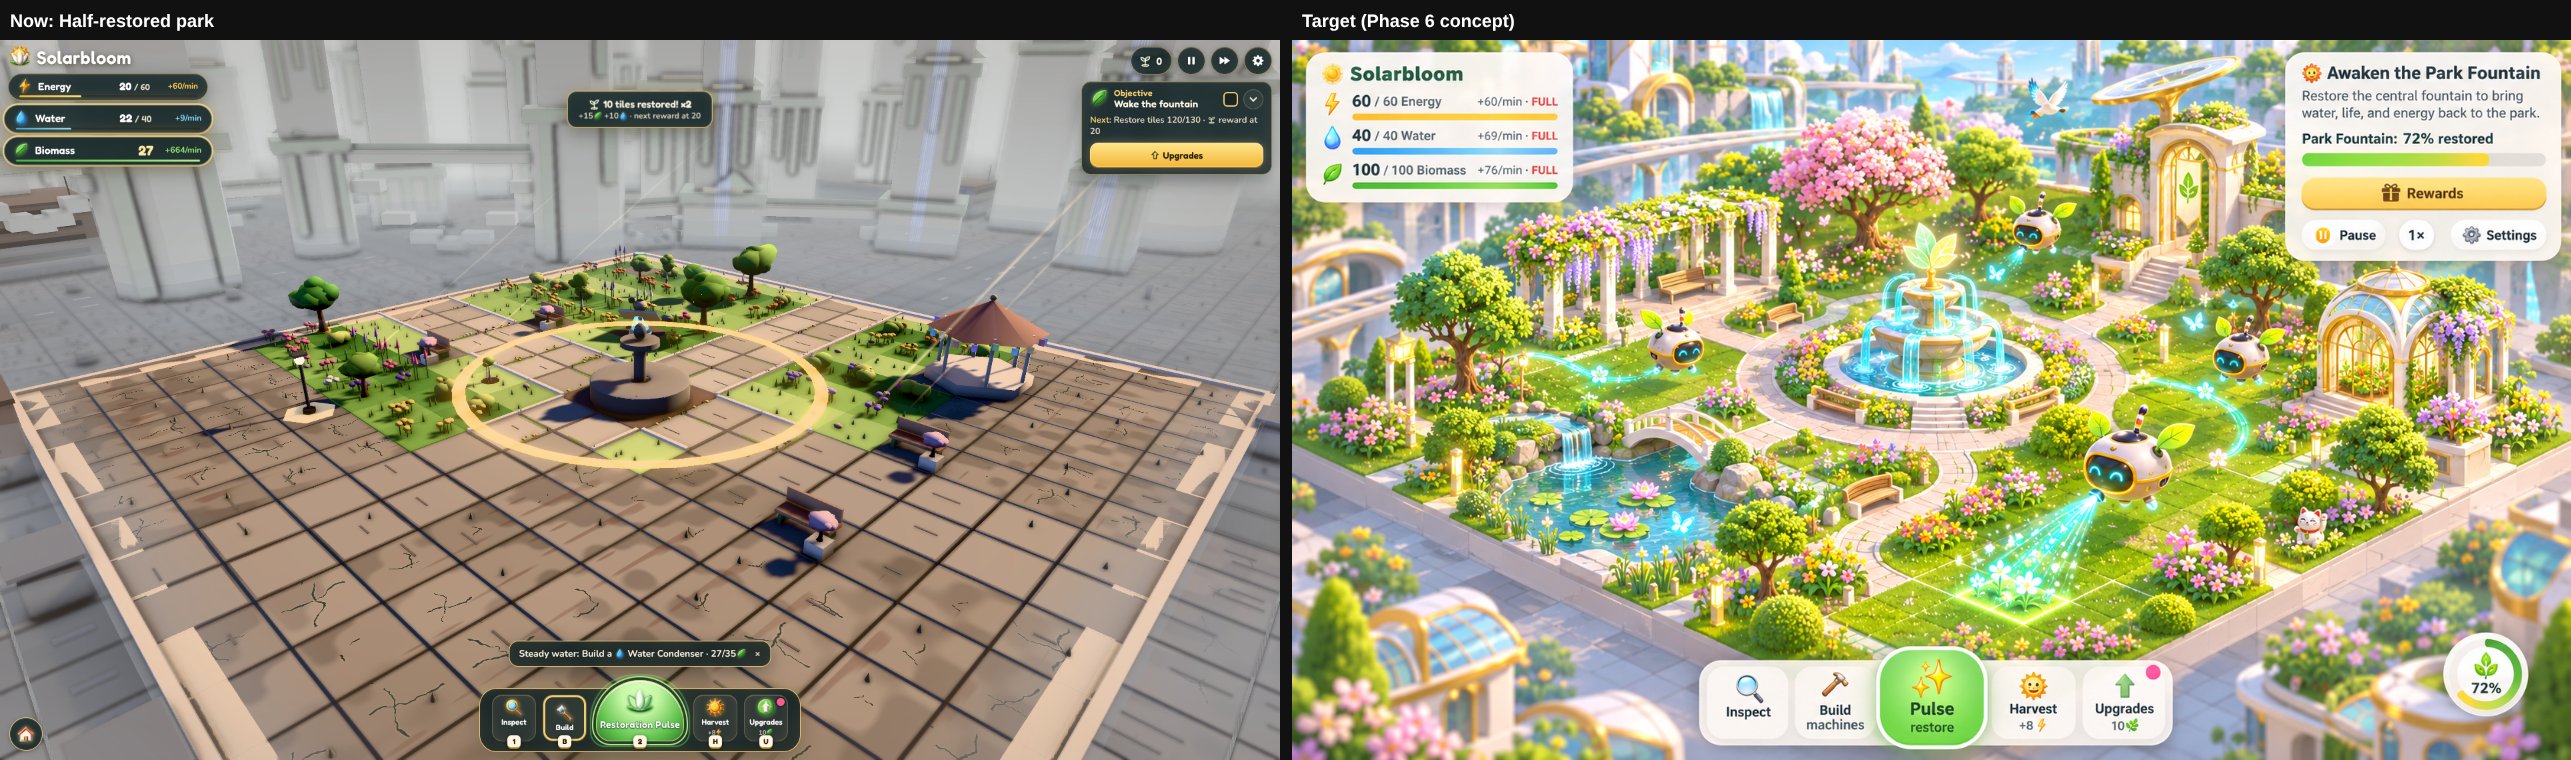 Now: Half-restored park
Solarbloom
Energy 20 / 60 +60/min
Water 22 / 40 +9/min
Biomass 27 +664/min
10 tiles restored! x2
+15 +10 · next reward at 20
0
Objective
Wake the fountain
Next: Restore tiles 120/130 · reward at
20
Upgrades
Steady water: Build a Water Condenser · 27/35 ×
Inspect
1
Build
B
Restoration Pulse
2
Harvest
+8
H
Upgrades
10
U
Target (Phase 6 concept)
Solarbloom
60 / 60 Energy +60/min · FULL
40 / 40 Water +69/min · FULL
100 / 100 Biomass +76/min · FULL
Awaken the Park Fountain
Restore the central fountain to bring
water, life, and energy back to the park.
Park Fountain: 72% restored
Rewards
Pause
1×
Settings
Inspect
Build
machines
Pulse
restore
Harvest
+8
Upgrades
10
72%